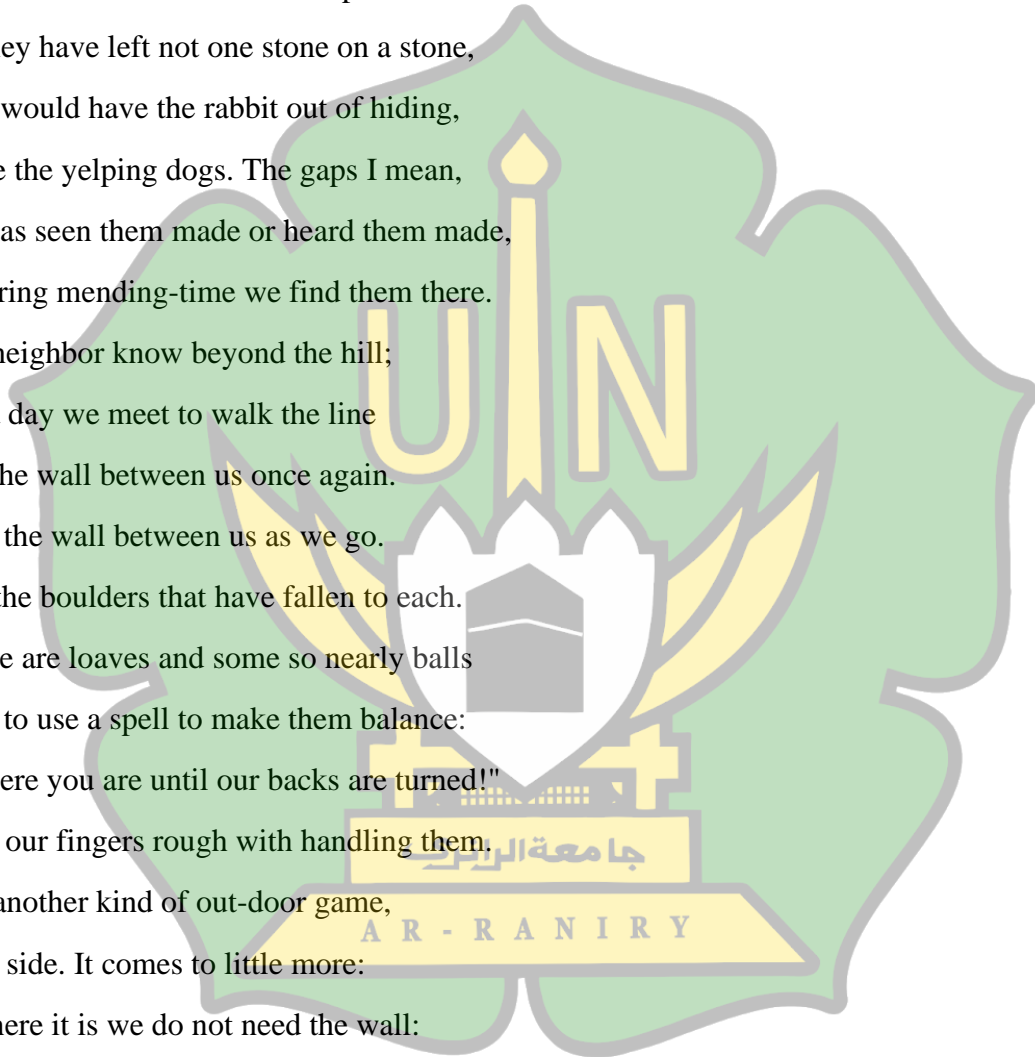 ey have left not one stone on a stone,
would have the rabbit out of hiding,
e the yelping dogs. The gaps I mean,
as seen them made or heard them made,
ring mending-time we find them there.
neighbor know beyond the hill;
day we meet to walk the line
he wall between us once again.
the wall between us as we go.
the boulders that have fallen to each.
e are loaves and some so nearly balls
to use a spell to make them balance:
ere you are until our backs are turned!"
our fingers rough with handling them.
another kind of out-door game,
side. It comes to little more:
ere it is we do not need the wall:
UIN
جامعة الرانري
AR-RANIRY